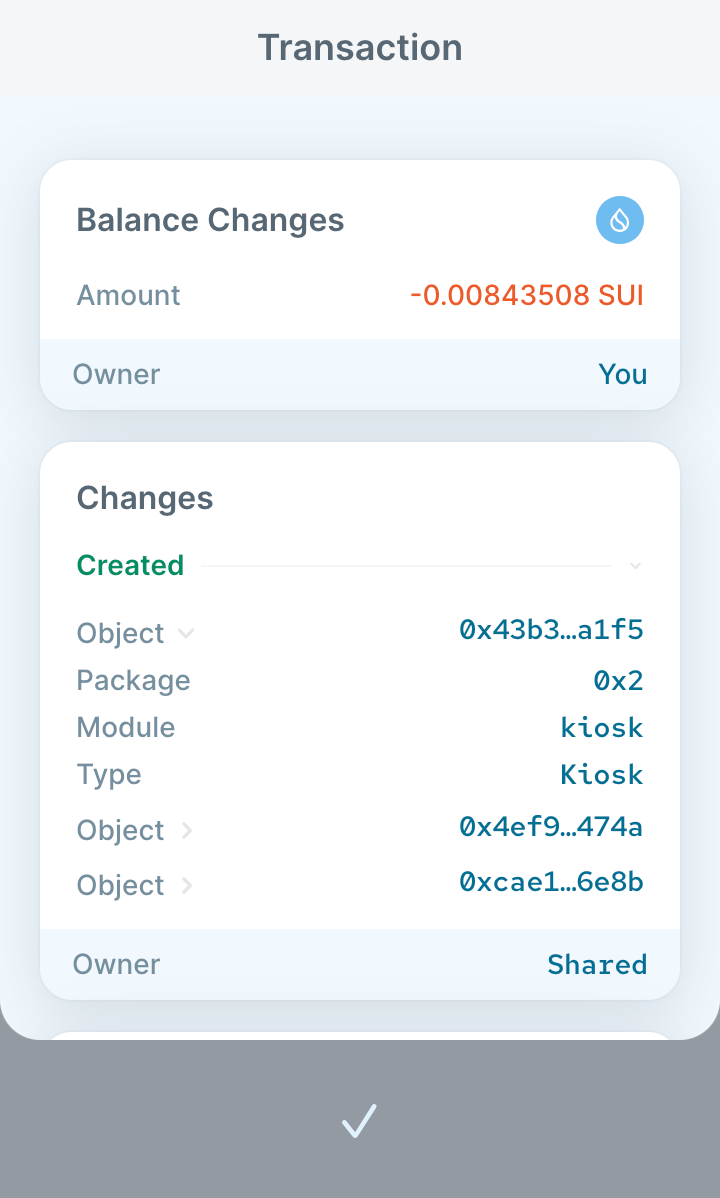 Transaction
Balance Changes
Amount -0.00843508 SUI
Owner You
Changes
Created
Object 0x43b3…a1f5
Package 0x2
Module kiosk
Type Kiosk
Object 0x4ef9…474a
Object 0xcae1…6e8b
Owner Shared